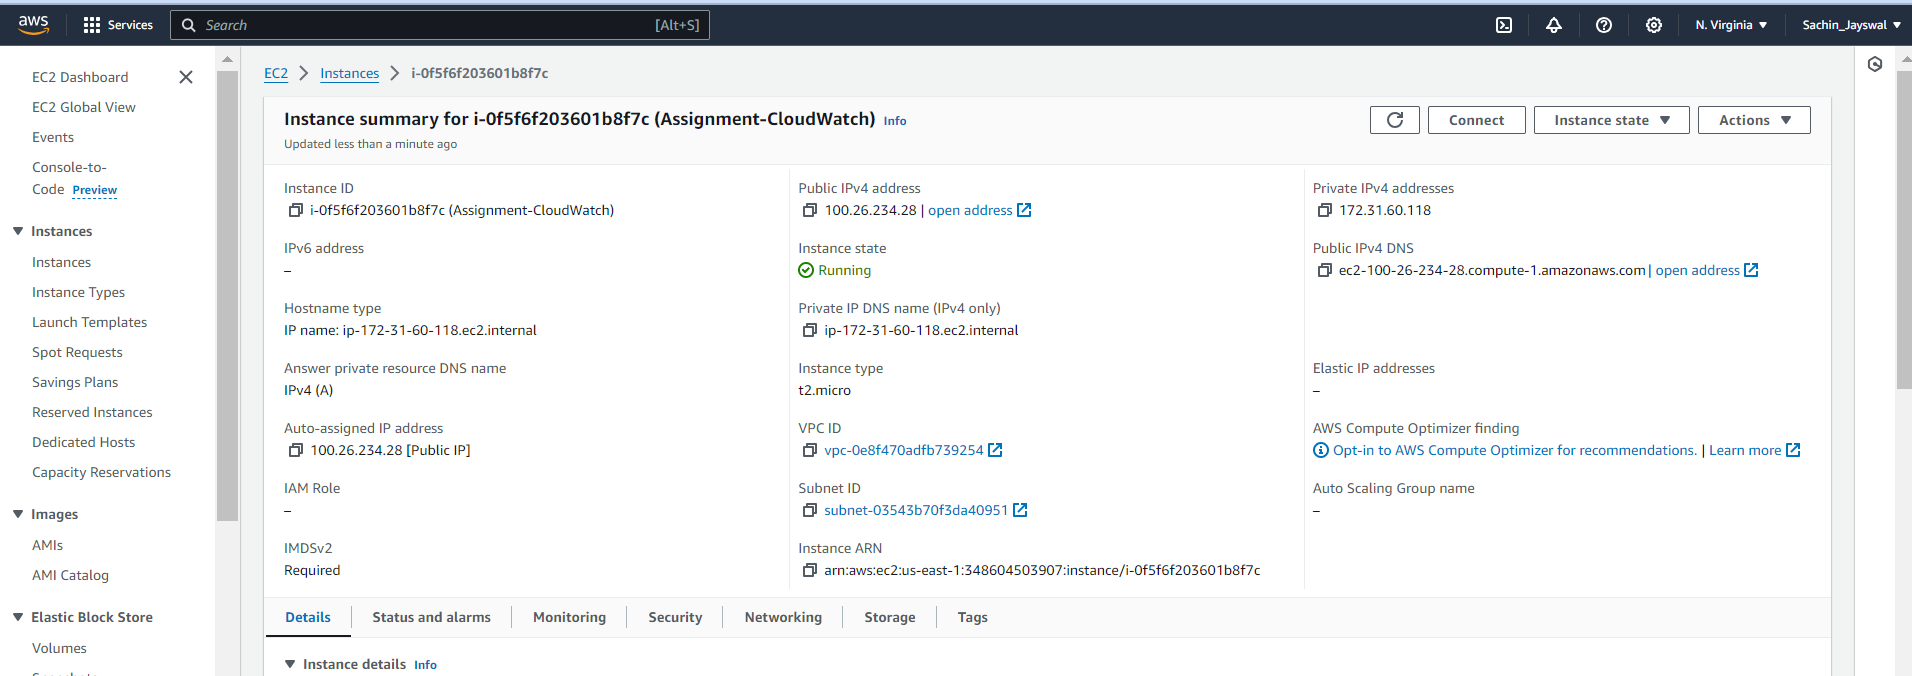 aws Services Search [Alt+S] N. Virginia Sachin_Jayswal
EC2 Dashboard
EC2 Global View
Events
Console-to-
Code Preview
Instances
Instances
Instance Types
Launch Templates
Spot Requests
Savings Plans
Reserved Instances
Dedicated Hosts
Capacity Reservations
Images
AMIs
AMI Catalog
Elastic Block Store
Volumes
EC2 Instances i-0f5f6f203601b8f7c
Instance summary for i-0f5f6f203601b8f7c (Assignment-CloudWatch) Info
Updated less than a minute ago
Connect Instance state Actions
Instance ID
i-0f5f6f203601b8f7c (Assignment-CloudWatch)
Public IPv4 address
100.26.234.28 | open address
Private IPv4 addresses
172.31.60.118
IPv6 address
–
Instance state
Running
Public IPv4 DNS
ec2-100-26-234-28.compute-1.amazonaws.com | open address
Hostname type
IP name: ip-172-31-60-118.ec2.internal
Private IP DNS name (IPv4 only)
ip-172-31-60-118.ec2.internal
Answer private resource DNS name
IPv4 (A)
Instance type
t2.micro
Elastic IP addresses
–
Auto-assigned IP address
100.26.234.28 [Public IP]
VPC ID
vpc-0e8f470adfb739254
AWS Compute Optimizer finding
Opt-in to AWS Compute Optimizer for recommendations. | Learn more
IAM Role
–
Subnet ID
subnet-03543b70f3da40951
Auto Scaling Group name
–
IMDSv2
Required
Instance ARN
arn:aws:ec2:us-east-1:348604503907:instance/i-0f5f6f203601b8f7c
Details Status and alarms Monitoring Security Networking Storage Tags
Instance details Info